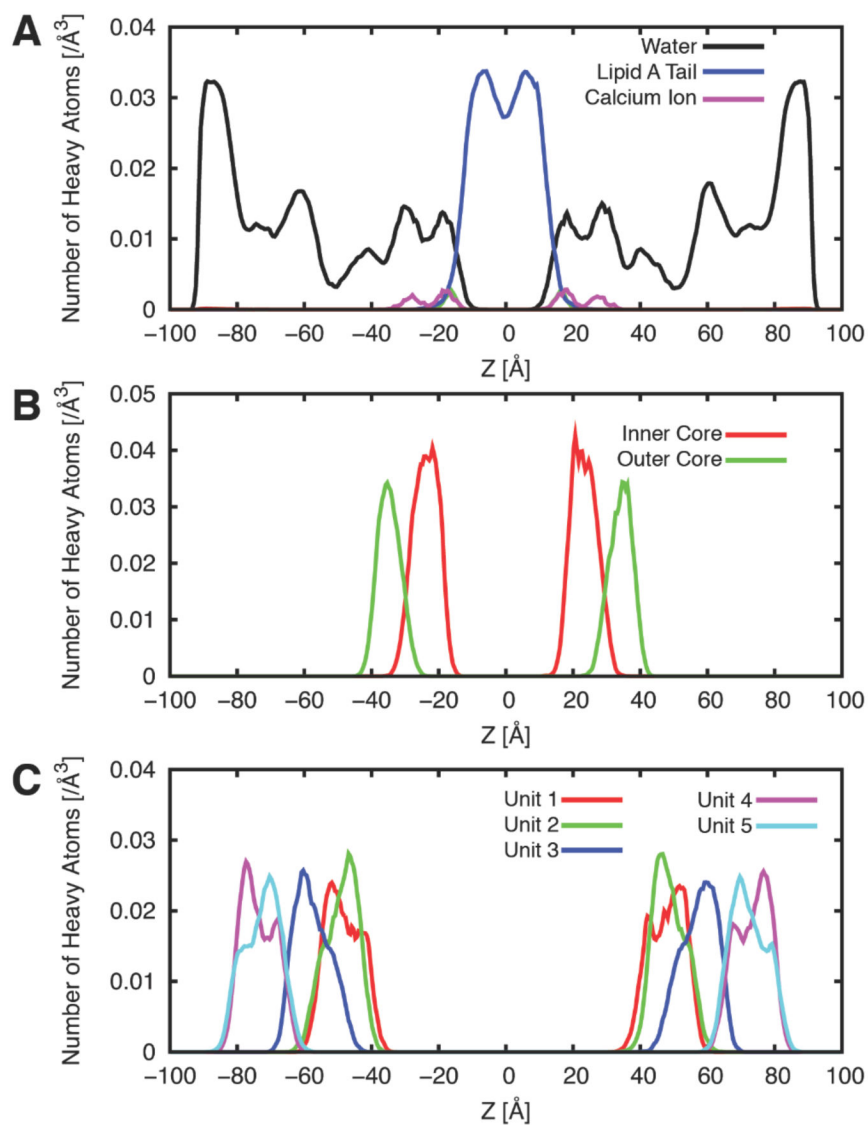 A
Number of Heavy Atoms [/Å³]
0.04
0.03
0.02
0.01
0
Water
Lipid A Tail
Calcium Ion
−100 −80 −60 −40 −20 0 20 40 60 80 100
Z [Å]
B
Number of Heavy Atoms [/Å³]
0.05
0.04
0.03
0.02
0.01
0
Inner Core
Outer Core
−100 −80 −60 −40 −20 0 20 40 60 80 100
Z [Å]
C
Number of Heavy Atoms [/Å³]
0.04
0.03
0.02
0.01
0
Unit 1
Unit 2
Unit 3
Unit 4
Unit 5
−100 −80 −60 −40 −20 0 20 40 60 80 100
Z [Å]